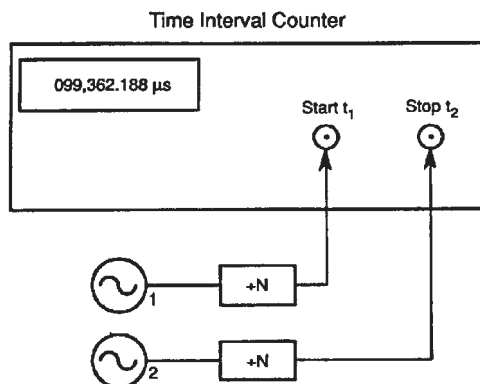 Time Interval Counter
099,362.188 µs
Start t₁
Stop t₂
1
+N
2
+N